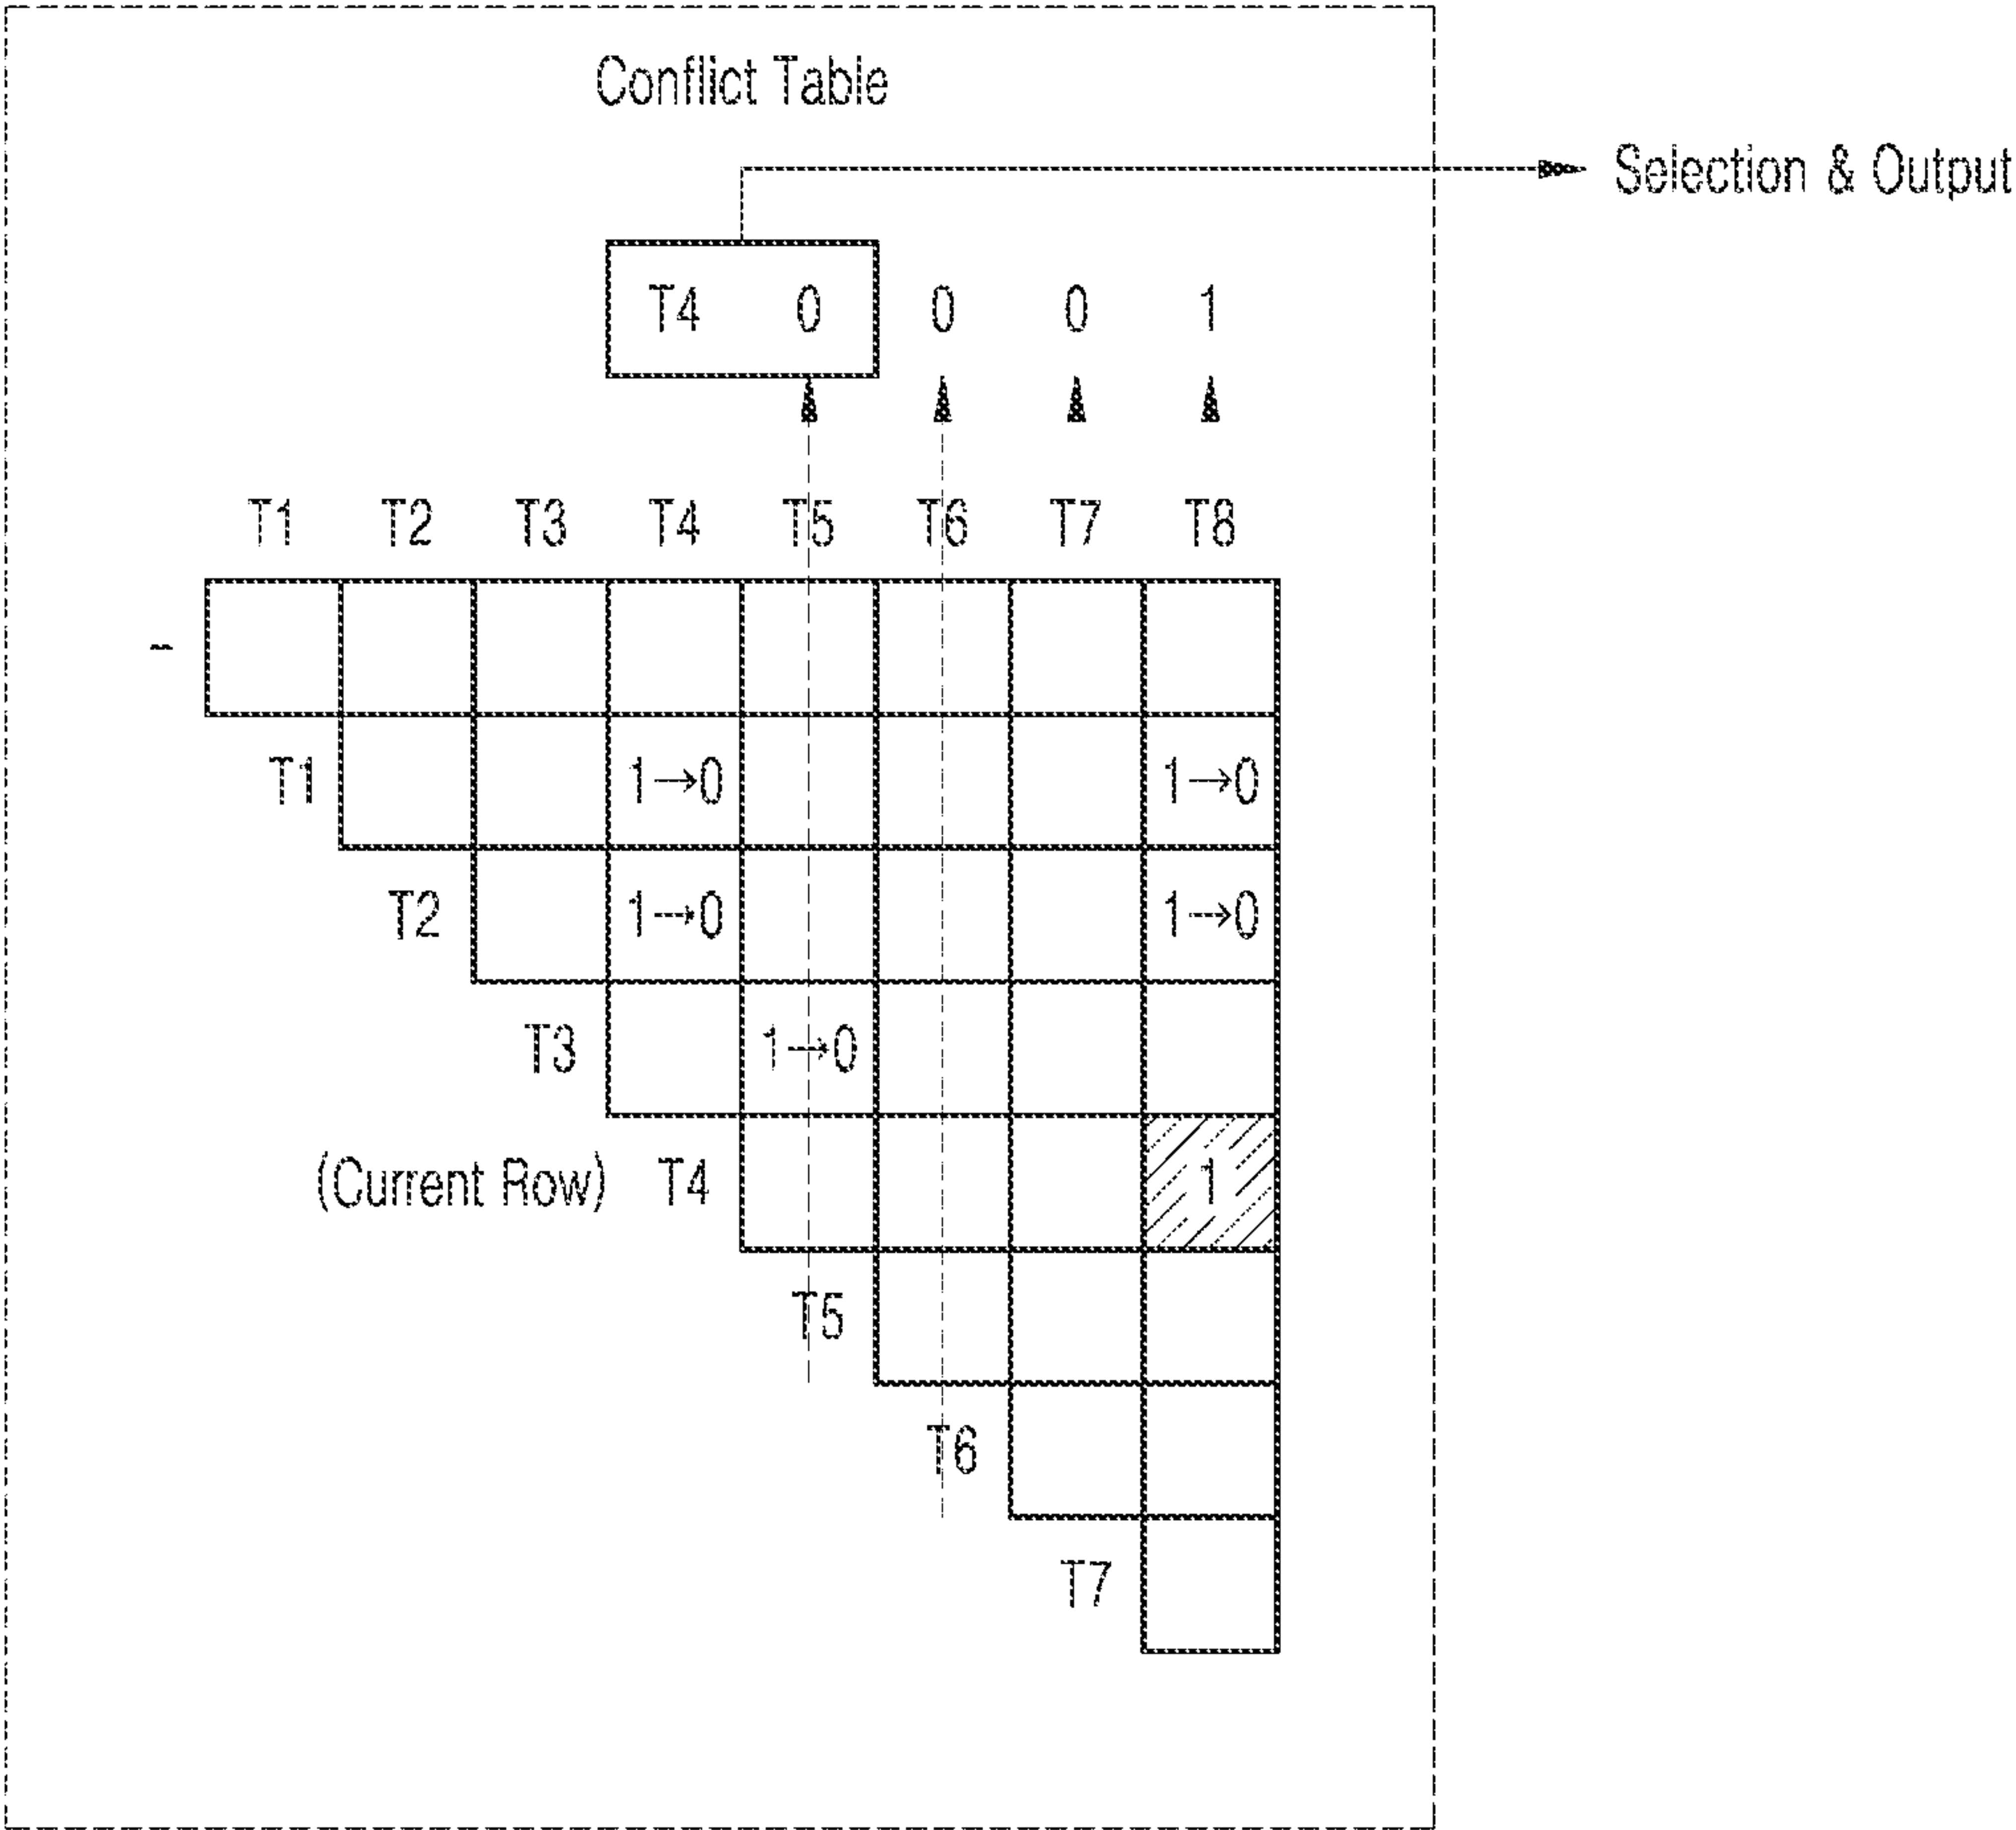 Conflict Table
Selection & Output
T4 0 0 0 1
T1 T2 T3 T4 T5 T6 T7 T8
-
T1 1→0 1→0
T2 1→0 1→0
T3 1→0
(Current Row) T4 1
T5
T6
T7